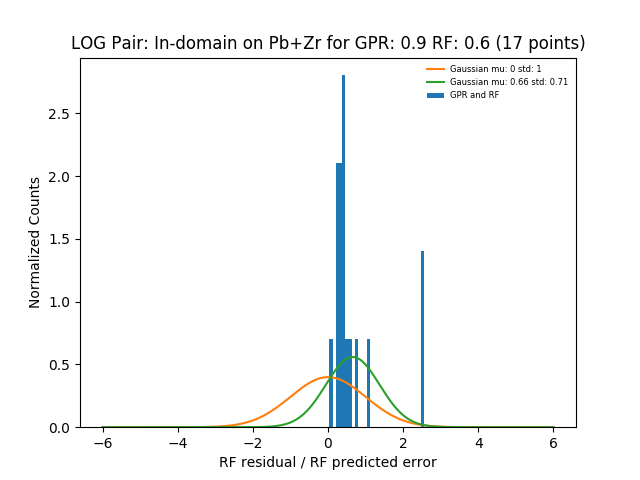 LOG Pair: In-domain on Pb+Zr for GPR: 0.9 RF: 0.6 (17 points)
Gaussian mu: 0 std: 1
Gaussian mu: 0.66 std: 0.71
GPR and RF
Normalized Counts
2.5
2.0
1.5
1.0
0.5
0.0
−6 −4 −2 0 2 4 6
RF residual / RF predicted error